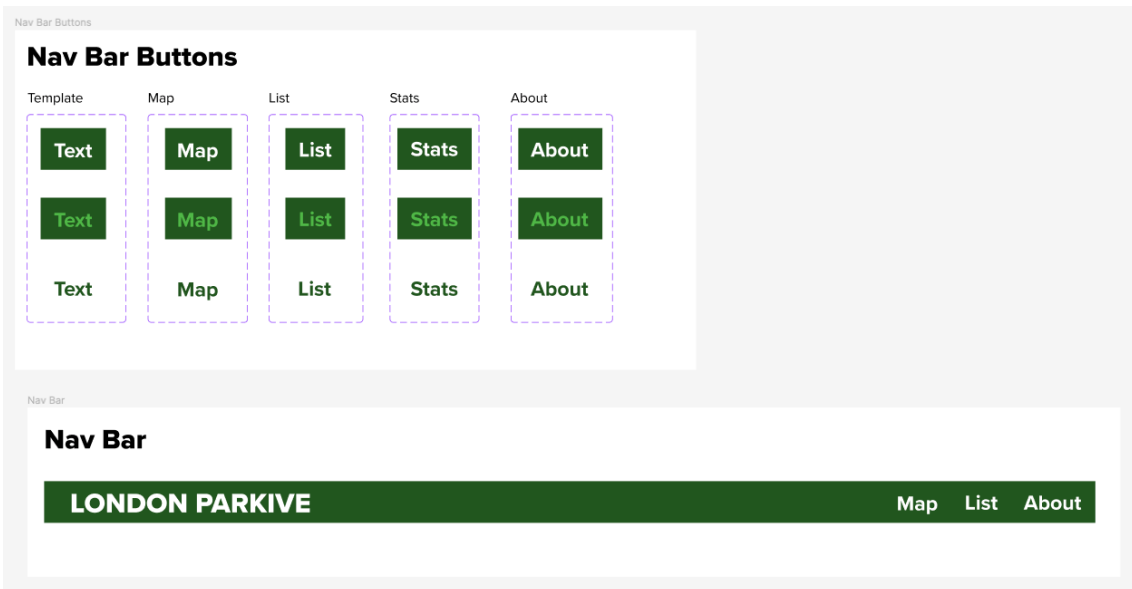 Nav Bar Buttons
Nav Bar Buttons
Template Map List Stats About
Text Map List Stats About
Text Map List Stats About
Text Map List Stats About
Nav Bar
Nav Bar
LONDON PARKIVE Map List About